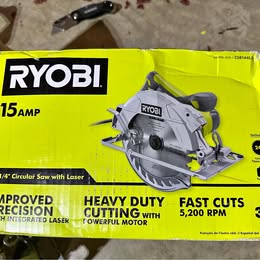 RYOBI
15 AMP
RYOBI
1/4" Circular Saw with Laser
IMPROVED
PRECISION
WITH INTEGRATED LASER
HEAVY DUTY
CUTTING WITH
POWERFUL MOTOR
FAST CUTS
5,200 RPM